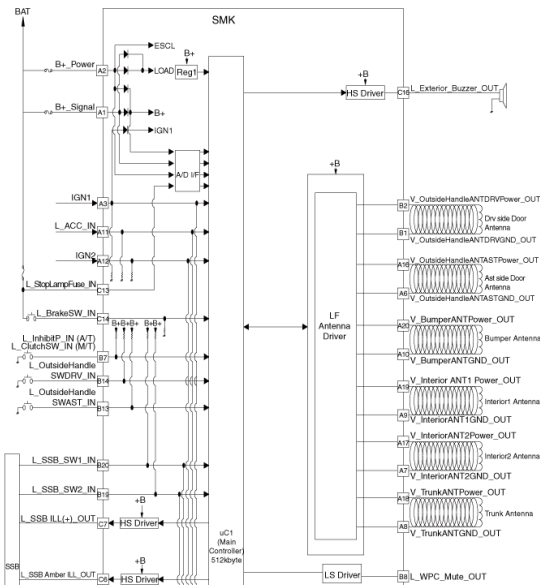 BAT
SMK
ESCL
B+
B+_Power
A2
LOAD
Reg1
+B
L_Exterior_Buzzer_OUT
HS Driver
C16
B+_Signal
A1
B+
IGN1
A/D I/F
+B
IGN1
A3
L_ACC_IN
A11
IGN2
A12
L_StopLampFuse_IN
C13
L_BrakeSW_IN
C14
B+B+B+
B+B+
L_InhibitP_IN (A/T)
L_ClutchSW_IN (M/T)
B7
L_OutsideHandle
SWDRV_IN
B14
L_OutsideHandle
SWAST_IN
B13
L_SSB_SW1_IN
B20
L_SSB_SW2_IN
B19
+B
L_SSB ILL(+)_OUT
C7
HS Driver
SSB
+B
L_SSB Amber ILL_OUT
C6
HS Driver
uC1
(Main
Controller)
512kbyte
LF
Antenna
Driver
V_OutsideHandleANTDRVPower_OUT
B2
Drv side Door
Antenna
B1
V_OutsideHandleANTDRVGND_OUT
V_OutsideHandleANTASTPower_OUT
A16
Ast side Door
Antenna
A6
V_OutsideHandleANTASTGND_OUT
V_BumperANTPower_OUT
A20
Bumper Antenna
A10
V_BumperANTGND_OUT
V_Interior ANT1 Power_OUT
A19
Interior1 Antenna
A9
V_InteriorANT1GND_OUT
V_InteriorANT2Power_OUT
A17
Interior2 Antenna
A7
V_InteriorANT2GND_OUT
V_TrunkANTPower_OUT
A18
Trunk Antenna
A8
V_TrunkANTGND_OUT
LS Driver
B8
L_WPC_Mute_OUT